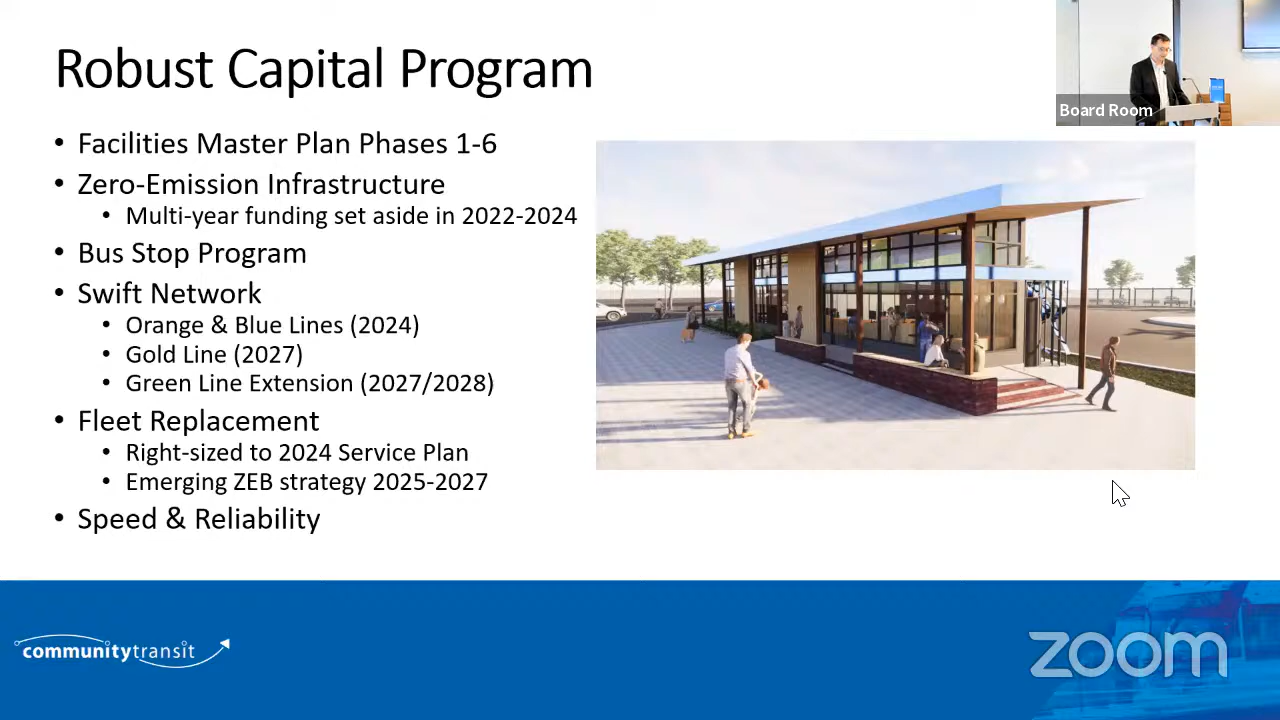 Robust Capital Program
Board Room
• Facilities Master Plan Phases 1-6
• Zero-Emission Infrastructure
• Multi-year funding set aside in 2022-2024
• Bus Stop Program
• Swift Network
• Orange & Blue Lines (2024)
• Gold Line (2027)
• Green Line Extension (2027/2028)
• Fleet Replacement
• Right-sized to 2024 Service Plan
• Emerging ZEB strategy 2025-2027
• Speed & Reliability
communitytransit
zoom